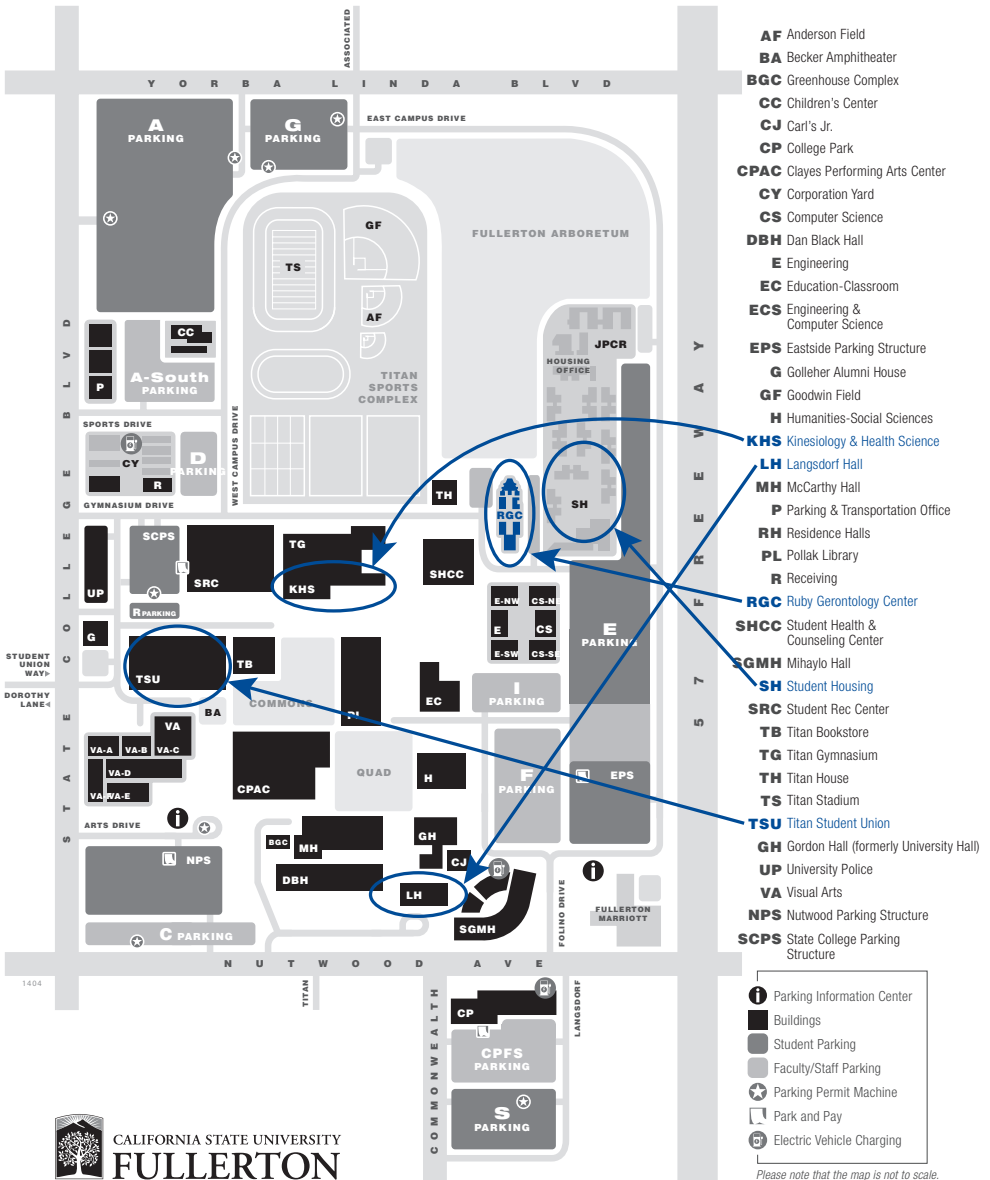 YORBA LINDA BLVD
ASSOCIATED
A
PARKING
G
PARKING
EAST CAMPUS DRIVE
FULLERTON ARBORETUM
GF
TS
AF
TITAN
SPORTS
COMPLEX
JPCR
HOUSING
OFFICE
CC
A-South
PARKING
P
SPORTS DRIVE
CY
R
D
PARKING
GYMNASIUM DRIVE
WEST CAMPUS DRIVE
STATE COLLEGE BLVD
57 FREEWAY
TH
RGC
SH
SCPS
UP
SRC
TG
KHS
SHCC
R PARKING
E-NW
CS-N
E
CS
E-SW
CS-S
E
PARKING
G
STUDENT
UNION
WAY
DOROTHY
LANE
TSU
TB
COMMONS
BA
EC
I
PARKING
VA
VA-A
VA-B
VA-C
VA-D
VA-E
CPAC
QUAD
H
F
PARKING
EPS
ARTS DRIVE
i
NPS
BGC
MH
GH
CJ
DBH
LH
SGMH
i
FOLINO DRIVE
FULLERTON
MARRIOTT
C PARKING
NUTWOOD AVE
1404
TITAN
COMMONWEALTH
LANGSDORF
CP
CPFS
PARKING
S
PARKING
CALIFORNIA STATE UNIVERSITY
FULLERTON
AF Anderson Field
BA Becker Amphitheater
BGC Greenhouse Complex
CC Children's Center
CJ Carl's Jr.
CP College Park
CPAC Clayes Performing Arts Center
CY Corporation Yard
CS Computer Science
DBH Dan Black Hall
E Engineering
EC Education-Classroom
ECS Engineering &
Computer Science
EPS Eastside Parking Structure
G Golleher Alumni House
GF Goodwin Field
H Humanities-Social Sciences
KHS Kinesiology & Health Science
LH Langsdorf Hall
MH McCarthy Hall
P Parking & Transportation Office
RH Residence Halls
PL Pollak Library
R Receiving
RGC Ruby Gerontology Center
SHCC Student Health &
Counseling Center
SGMH Mihaylo Hall
SH Student Housing
SRC Student Rec Center
TB Titan Bookstore
TG Titan Gymnasium
TH Titan House
TS Titan Stadium
TSU Titan Student Union
GH Gordon Hall (formerly University Hall)
UP University Police
VA Visual Arts
NPS Nutwood Parking Structure
SCPS State College Parking
Structure
i Parking Information Center
Buildings
Student Parking
Faculty/Staff Parking
Parking Permit Machine
Park and Pay
Electric Vehicle Charging
Please note that the map is not to scale.